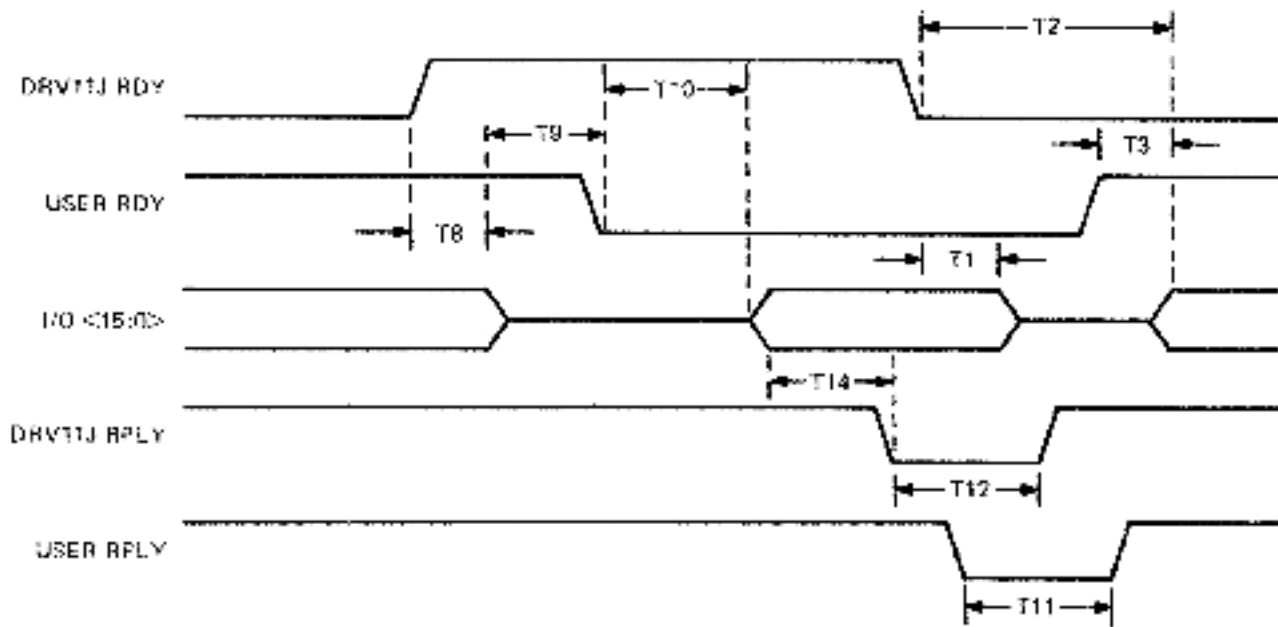 T2
DRV11J RDY
T10
T9
T3
USER RDY
T8
T1
I/O <15:0>
T14
DRV11J RPLY
T12
USER RPLY
T11